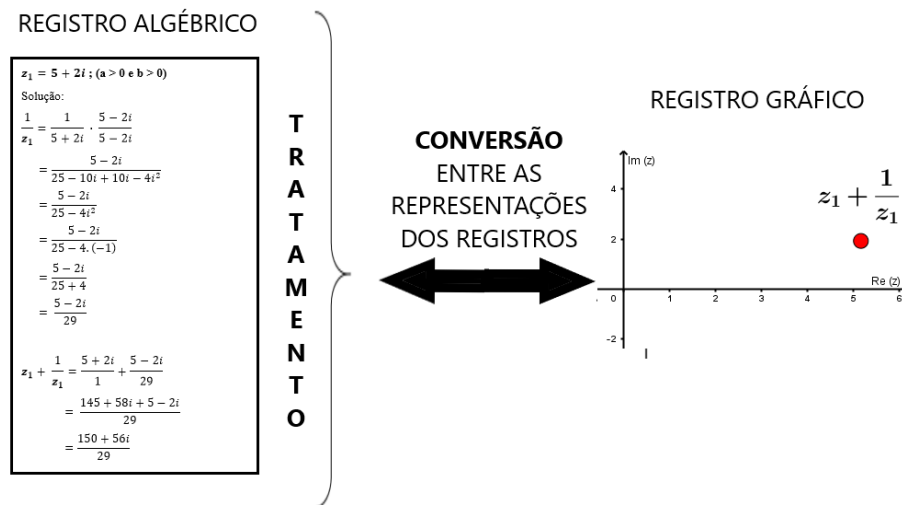 REGISTRO ALGÉBRICO
z₁ = 5 + 2i ; (a > 0 e b > 0)
Solução:
1/z₁ = 1/(5 + 2i) · (5 − 2i)/(5 − 2i)
= (5 − 2i)/(25 − 10i + 10i − 4i²)
= (5 − 2i)/(25 − 4i²)
= (5 − 2i)/(25 − 4.(−1))
= (5 − 2i)/(25 + 4)
= (5 − 2i)/29
z₁ + 1/z₁ = (5 + 2i)/1 + (5 − 2i)/29
= (145 + 58i + 5 − 2i)/29
= (150 + 56i)/29
TRATAMENTO
CONVERSÃO
ENTRE AS
REPRESENTAÇÕES
DOS REGISTROS
REGISTRO GRÁFICO
Im (z)
z₁ + 1/z₁
4
2
Re (z)
0 1 2 3 4 5 6
-2